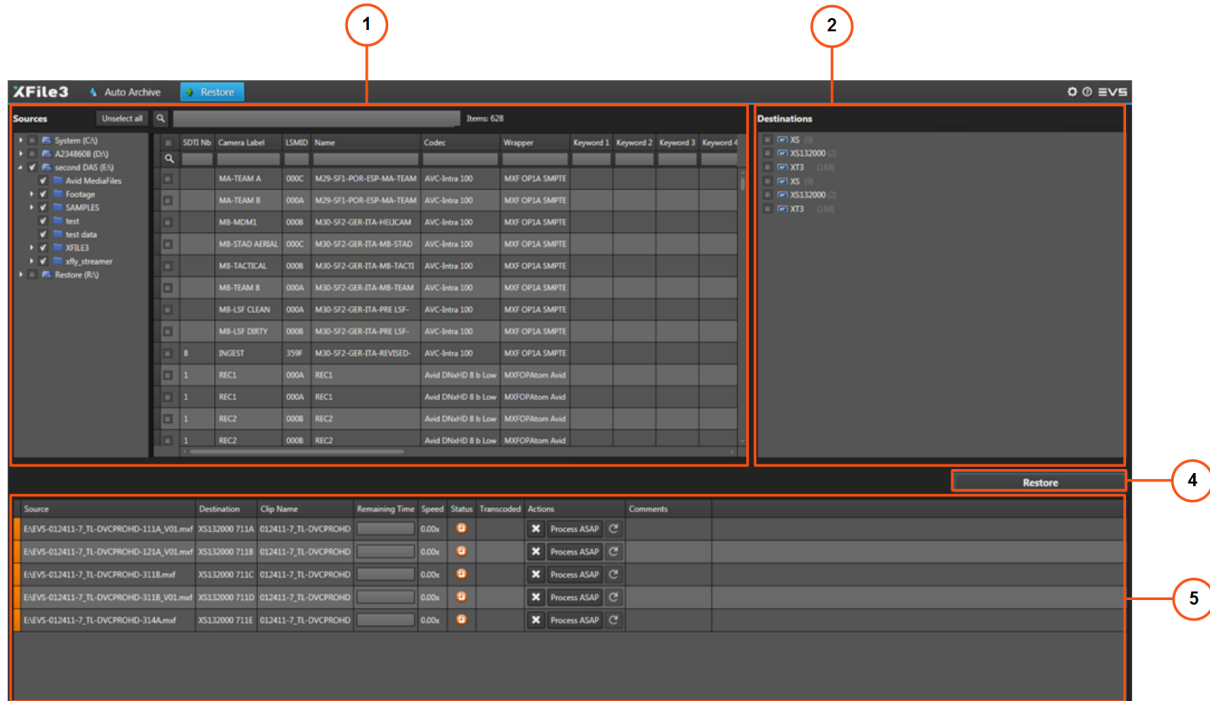 1 2
XFile3 Auto Archive Restore EVS
Sources Unselect all Items: 628 Destinations
System (C:\)
A2348608 (D:\)
second DAS (E:\)
Avid MediaFiles
Footage
SAMPLES
test
test data
XFILE3
xfly_streamer
Restore (R:\)
SDTI Nb Camera Label LSMID Name Codec Wrapper Keyword 1 Keyword 2 Keyword 3 Keyword 4
MA-TEAM A 000C M29-SF1-POR-ESP-MA-TEAM AVC-Intra 100 MXF OP1A SMPTE
MA-TEAM B 000A M29-SF1-POR-ESP-MA-TEAM AVC-Intra 100 MXF OP1A SMPTE
MB-MDM1 000B M30-SF2-GER-ITA-HELICAM AVC-Intra 100 MXF OP1A SMPTE
MB-STAD AERIAL 000C M30-SF2-GER-ITA-MB-STAD AVC-Intra 100 MXF OP1A SMPTE
MB-TACTICAL 000B M30-SF2-GER-ITA-MB-TACTI AVC-Intra 100 MXF OP1A SMPTE
MB-TEAM B 000A M30-SF2-GER-ITA-MB-TEAM AVC-Intra 100 MXF OP1A SMPTE
MB-LSF CLEAN 000A M30-SF2-GER-ITA-PRE LSF- AVC-Intra 100 MXF OP1A SMPTE
MB-LSF DIRTY 000B M30-SF2-GER-ITA-PRE LSF- AVC-Intra 100 MXF OP1A SMPTE
8 INGEST 359F M30-SF2-GER-ITA-REVISED- AVC-Intra 100 MXF OP1A SMPTE
1 REC1 000A REC1 Avid DNxHD 8 b Low MXFOPAtom Avid
1 REC1 000A REC1 Avid DNxHD 8 b Low MXFOPAtom Avid
1 REC2 000B REC2 Avid DNxHD 8 b Low MXFOPAtom Avid
1 REC2 000B REC2 Avid DNxHD 8 b Low MXFOPAtom Avid
XS (9)
XS132000 (2)
XT3 (168)
XS (9)
XS132000 (2)
XT3 (168)
Restore 4
Source Destination Clip Name Remaining Time Speed Status Transcoded Actions Comments
E:\EVS-012411-7_TL-DVCPROHD-111A_V01.mxf XS132000 711A 012411-7_TL-DVCPROHD 0.00x Process ASAP
E:\EVS-012411-7_TL-DVCPROHD-121A_V01.mxf XS132000 711B 012411-7_TL-DVCPROHD 0.00x Process ASAP
E:\EVS-012411-7_TL-DVCPROHD-311B.mxf XS132000 711C 012411-7_TL-DVCPROHD 0.00x Process ASAP
E:\EVS-012411-7_TL-DVCPROHD-311B_V01.mxf XS132000 711D 012411-7_TL-DVCPROHD 0.00x Process ASAP
E:\EVS-012411-7_TL-DVCPROHD-314A.mxf XS132000 711E 012411-7_TL-DVCPROHD 0.00x Process ASAP
5